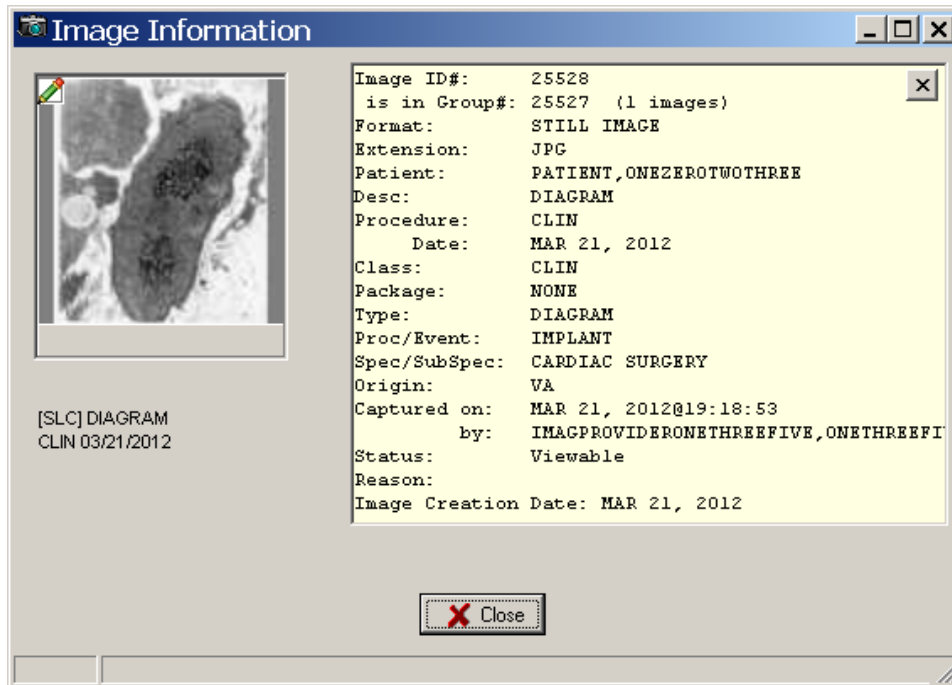 Image Information
Image ID#: 25528
is in Group#: 25527 (1 images)
Format: STILL IMAGE
Extension: JPG
Patient: PATIENT,ONEZEROTWOTHREE
Desc: DIAGRAM
Procedure: CLIN
Date: MAR 21, 2012
Class: CLIN
Package: NONE
Type: DIAGRAM
Proc/Event: IMPLANT
Spec/SubSpec: CARDIAC SURGERY
Origin: VA
Captured on: MAR 21, 2012@19:18:53
by: IMAGPROVIDERONETHREEFIVE,ONETHREEFI
Status: Viewable
Reason:
Image Creation Date: MAR 21, 2012
[SLC] DIAGRAM
CLIN 03/21/2012
Close